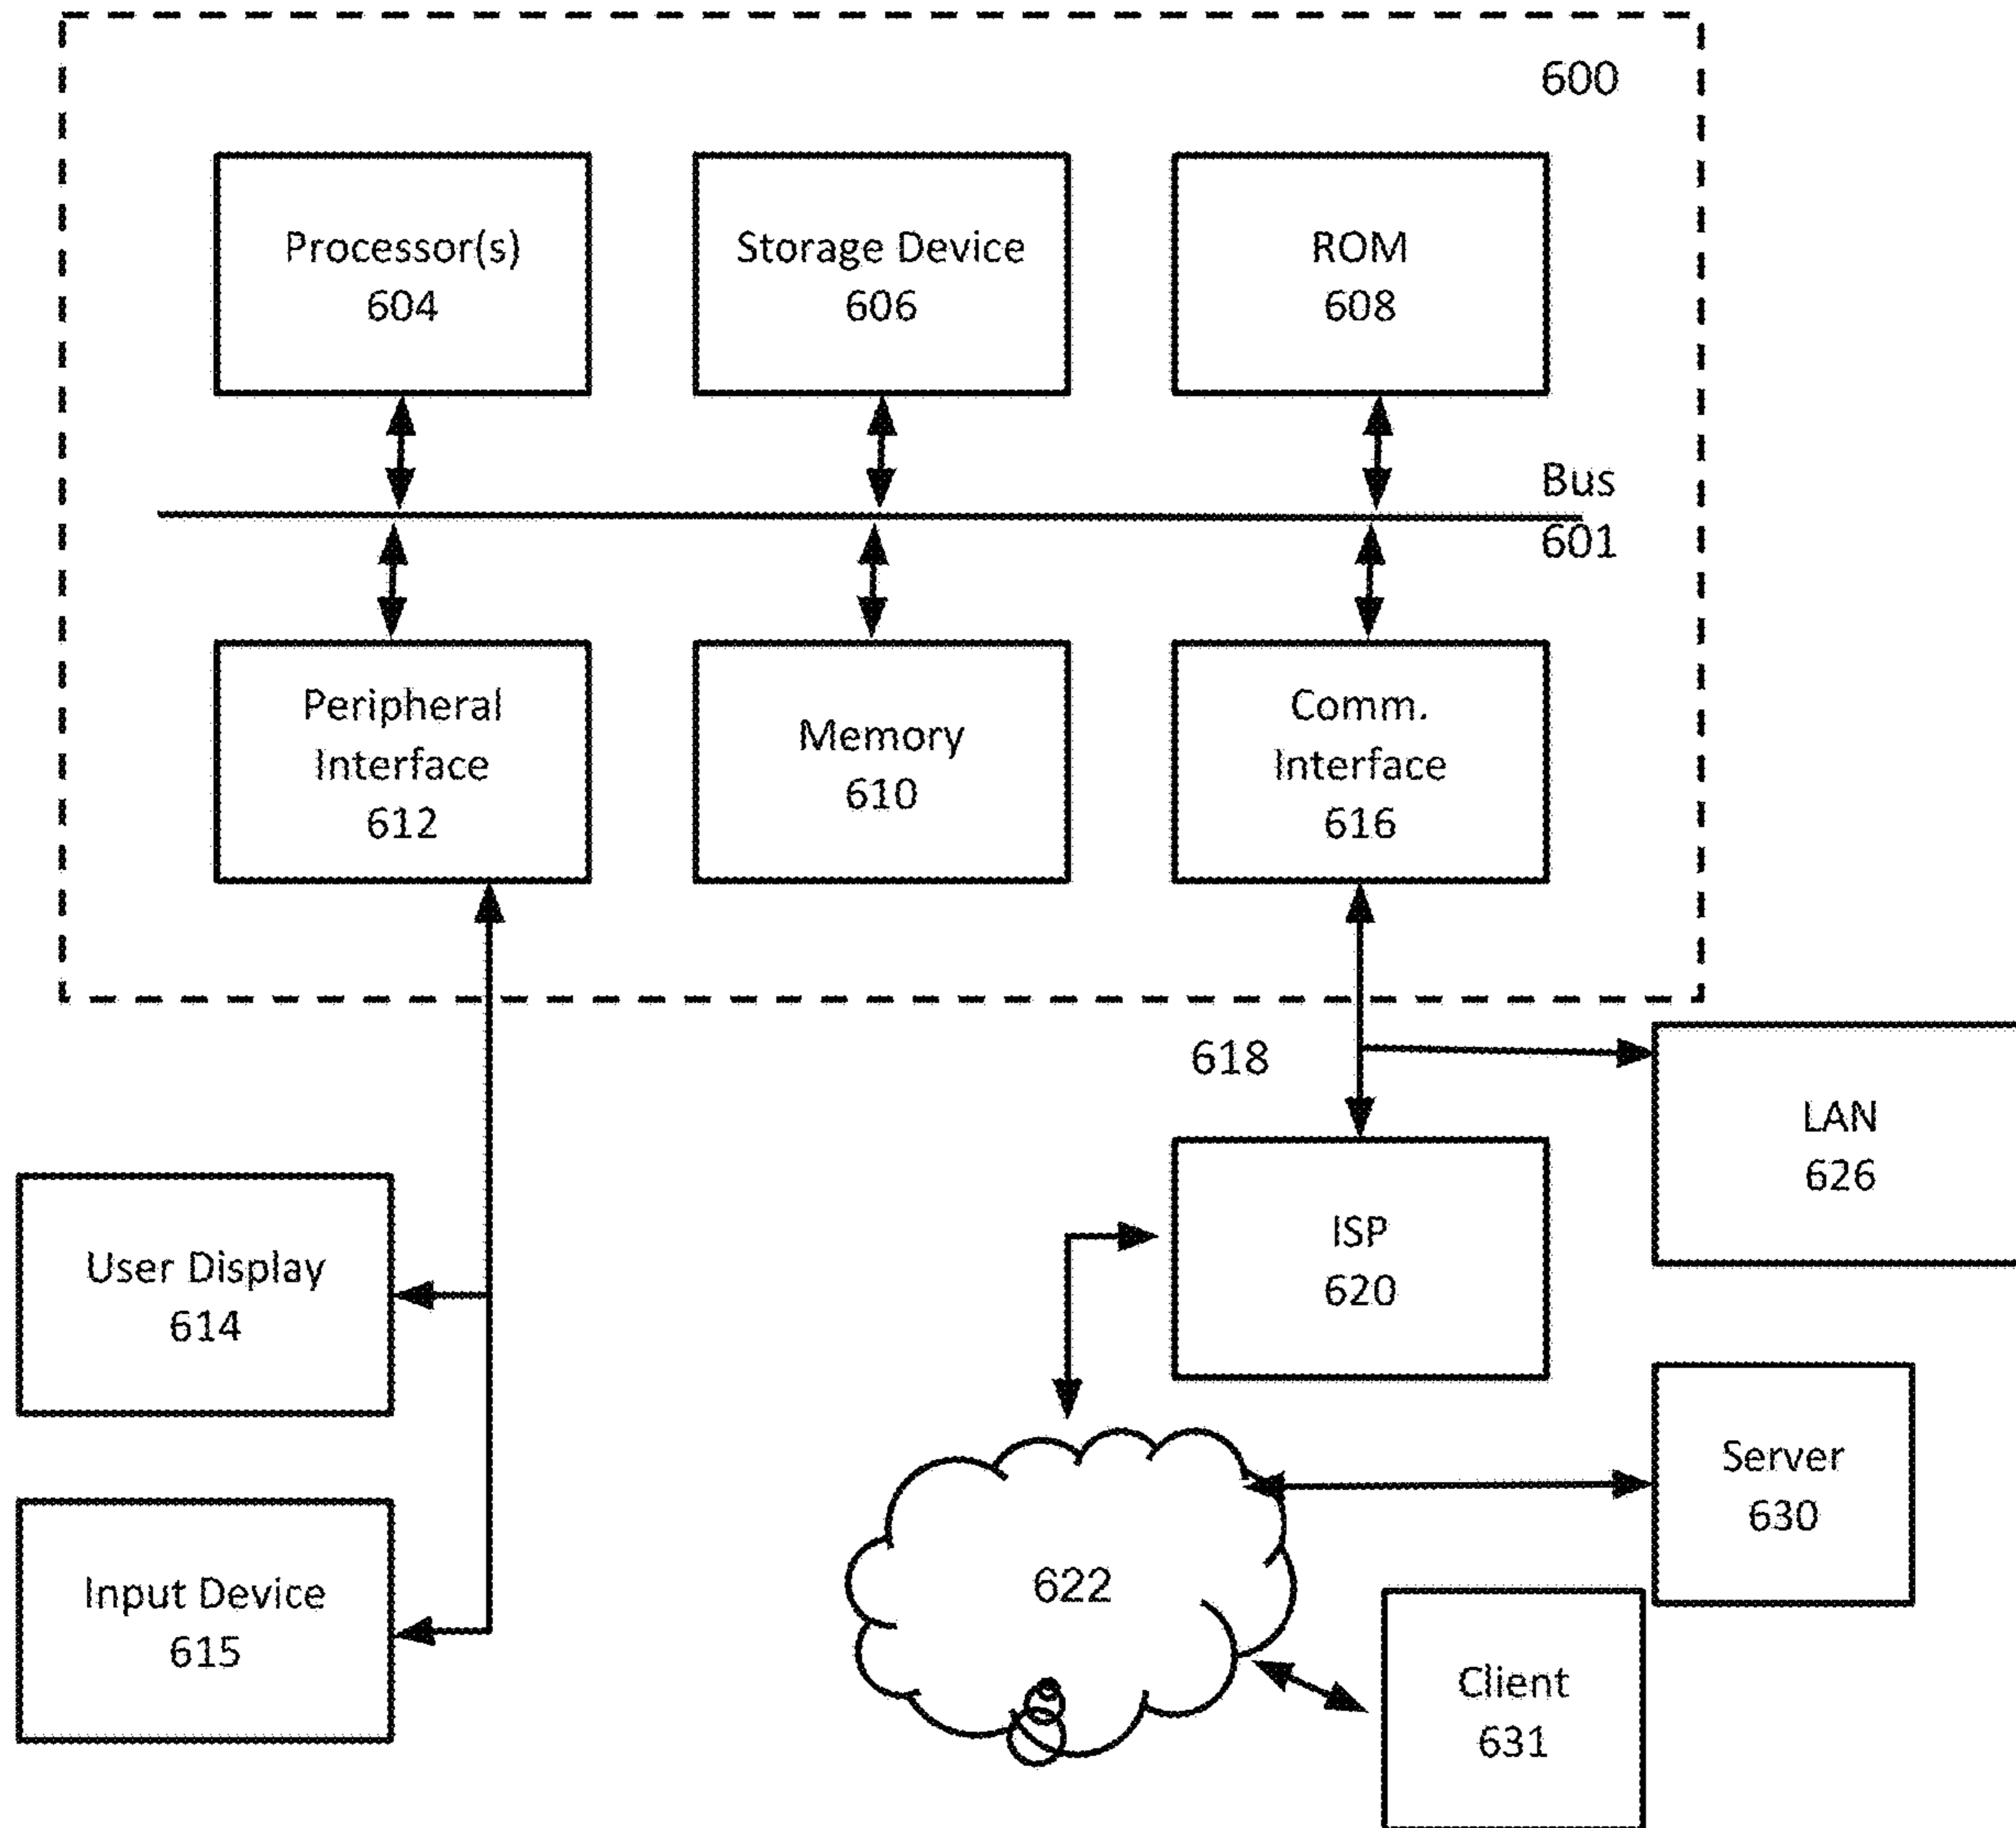 600
Processor(s)
604
Storage Device
606
ROM
608
Bus
601
Peripheral
Interface
612
Memory
610
Comm.
Interface
616
618
LAN
626
User Display
614
ISP
620
Server
630
Input Device
615
622
Client
631